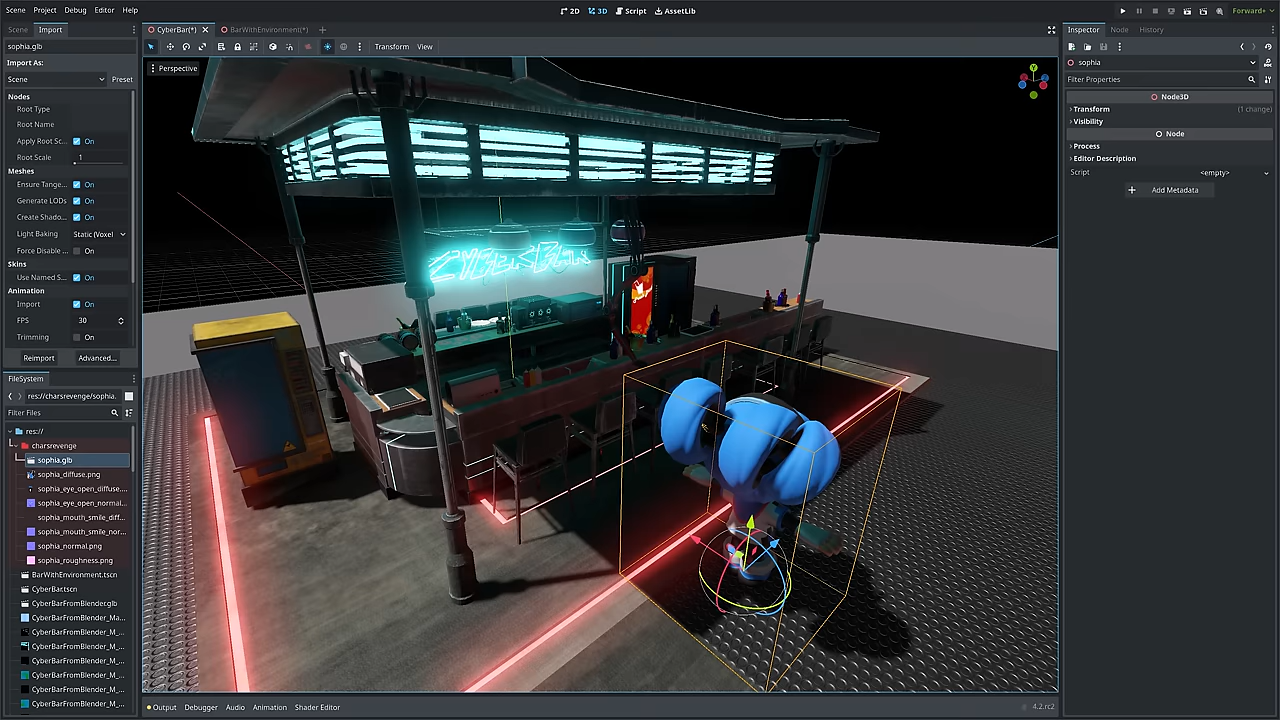 Scene Project Debug Editor Help
2D 3D Script AssetLib
Forward+
Scene Import
CyberBar(*) BarWithEnvironment(*)
Inspector Node History
sophia.glb
Transform View
Import As:
sophia
Perspective
Scene Preset
Filter Properties
Nodes
Node3D
Root Type
Transform (1 change)
Root Name
Visibility
Apply Root Sc... On
Node
Root Scale 1
Process
Meshes
Editor Description
Ensure Tange... On
Script <empty>
Generate LODs On
Add Metadata
Create Shado... On
Light Baking Static (Voxel
Force Disable ... On
Skins
Use Named S... On
Animation
Import On
FPS 30
Trimming On
Reimport Advanced...
CYBERBAR
FileSystem
res://charsrevenge/sophia.
Filter Files
res://
charsrevenge
sophia.glb
sophia_diffuse.png
sophia_eye_open_diffuse...
sophia_eye_open_normal...
sophia_mouth_smile_diff...
sophia_mouth_smile_nor...
sophia_normal.png
sophia_roughness.png
BarWithEnvironment.tscn
CyberBar.tscn
CyberBarFromBlender.glb
CyberBarFromBlender_Ma...
CyberBarFromBlender_M_...
CyberBarFromBlender_M_...
CyberBarFromBlender_M_...
CyberBarFromBlender_M_...
CyberBarFromBlender_M_...
CyberBarFromBlender_M_...
Output Debugger Audio Animation Shader Editor
4.2.rc2